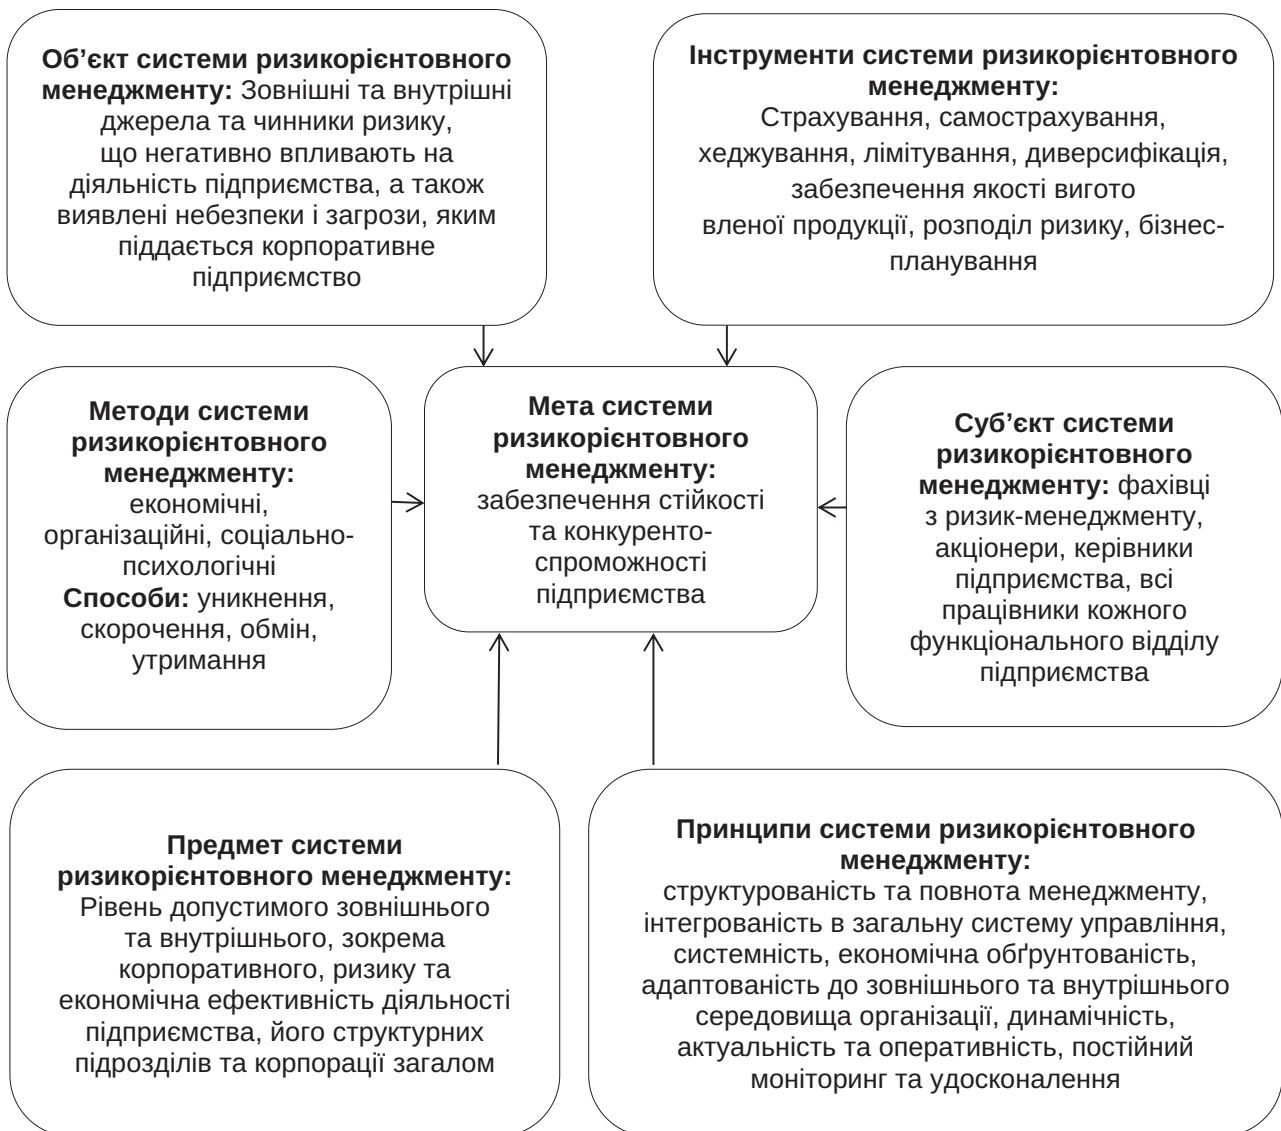 Об’єкт системи ризикорієнтовного
менеджменту: Зовнішні та внутрішні
джерела та чинники ризику,
що негативно впливають на
діяльність підприємства, а також
виявлені небезпеки і загрози, яким
піддається корпоративне
підприємство
Інструменти системи ризикорієнтовного
менеджменту:
Страхування, самострахування,
хеджування, лімітування, диверсифікація,
забезпечення якості вигото
вленої продукції, розподіл ризику, бізнес-
планування
Методи системи
ризикорієнтовного
менеджменту:
економічні,
організаційні, соціально-
психологічні
Способи: уникнення,
скорочення, обмін,
утримання
Мета системи
ризикорієнтовного
менеджменту:
забезпечення стійкості
та конкуренто-
спроможності
підприємства
Суб’єкт системи
ризикорієнтовного
менеджменту: фахівці
з ризик-менеджменту,
акціонери, керівники
підприємства, всі
працівники кожного
функціонального відділу
підприємства
Предмет системи
ризикорієнтовного менеджменту:
Рівень допустимого зовнішнього
та внутрішнього, зокрема
корпоративного, ризику та
економічна ефективність діяльності
підприємства, його структурних
підрозділів та корпорації загалом
Принципи системи ризикорієнтовного
менеджменту:
структурованість та повнота менеджменту,
інтегрованість в загальну систему управління,
системність, економічна обґрунтованість,
адаптованість до зовнішнього та внутрішнього
середовища організації, динамічність,
актуальність та оперативність, постійний
моніторинг та удосконалення